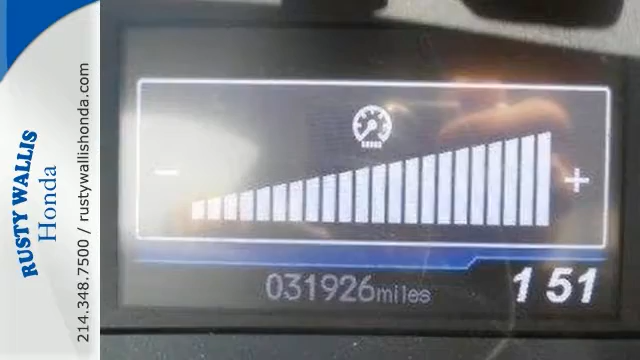 RUSTY WALLIS
Honda
214.348.7500 / rustywallishonda.com
- +
031926miles 1 51